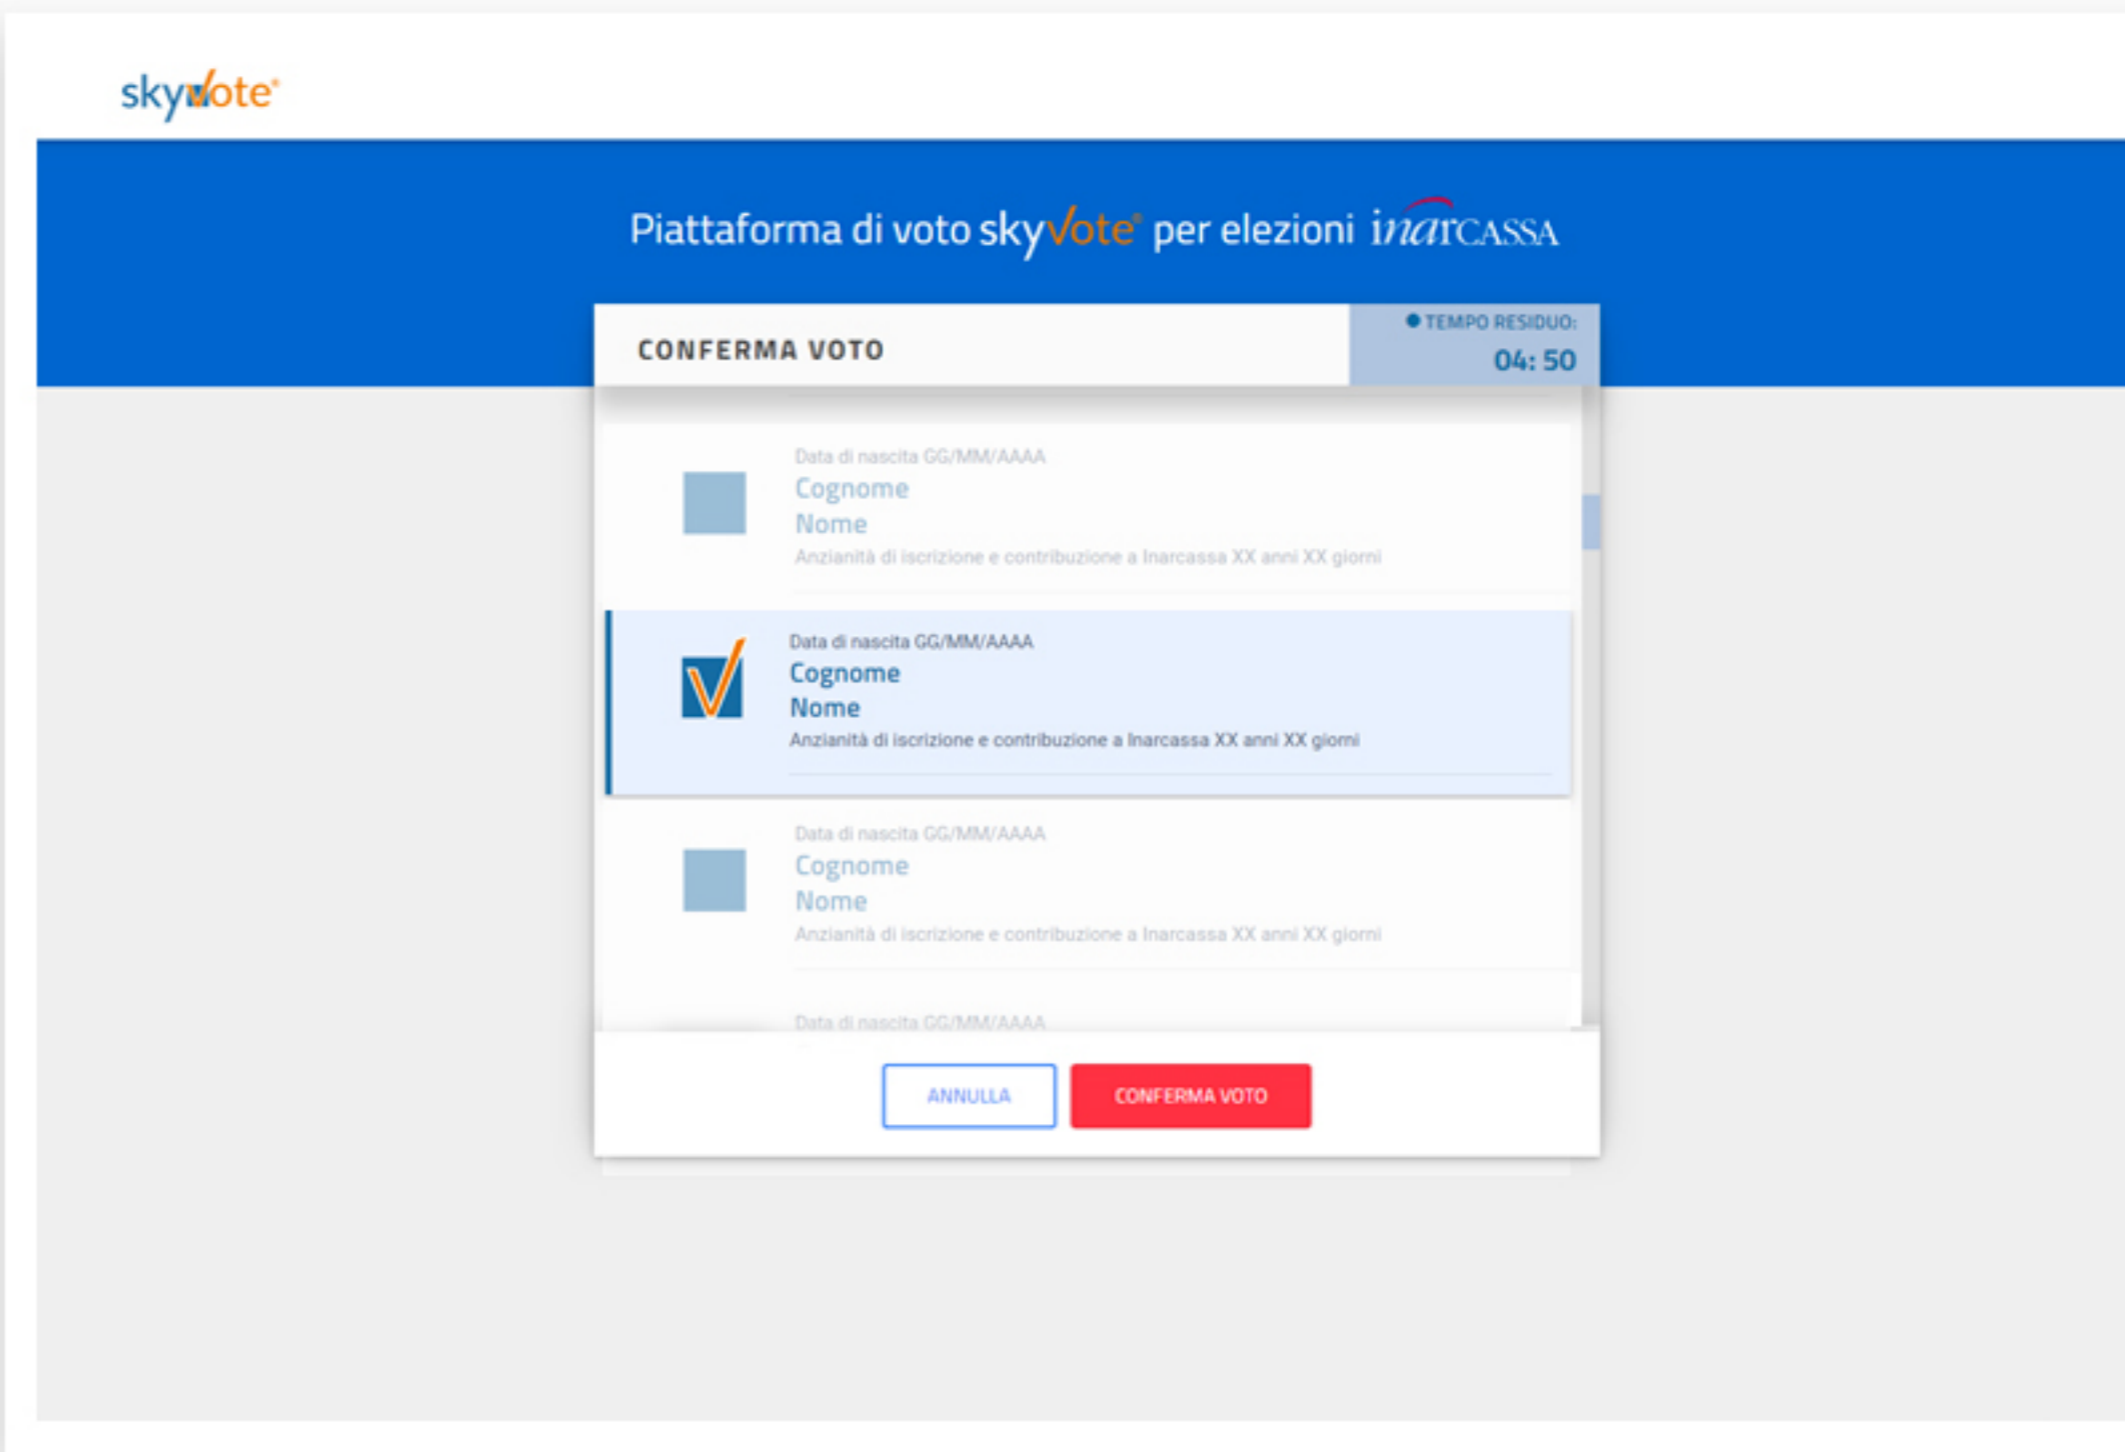 skyvote®
Piattaforma di voto skyvote® per elezioni inarCASSA
CONFERMA VOTO
TEMPO RESIDUO:
04: 50
Data di nascita GG/MM/AAAA
Cognome
Nome
Anzianità di iscrizione e contribuzione a Inarcassa XX anni XX giorni
Data di nascita GG/MM/AAAA
Cognome
Nome
Anzianità di iscrizione e contribuzione a Inarcassa XX anni XX giorni
Data di nascita GG/MM/AAAA
Cognome
Nome
Anzianità di iscrizione e contribuzione a Inarcassa XX anni XX giorni
Data di nascita GG/MM/AAAA
ANNULLA
CONFERMA VOTO